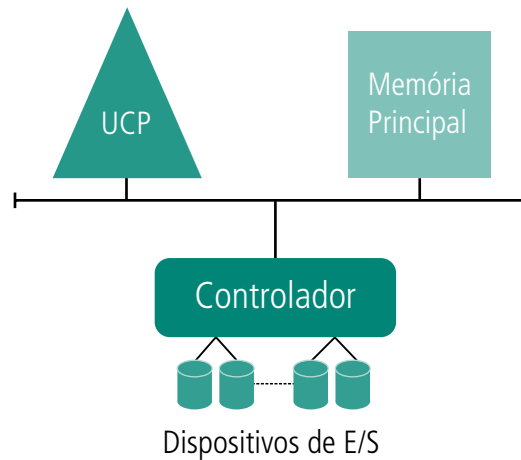 UCP
Memória
Principal
Controlador
Dispositivos de E/S